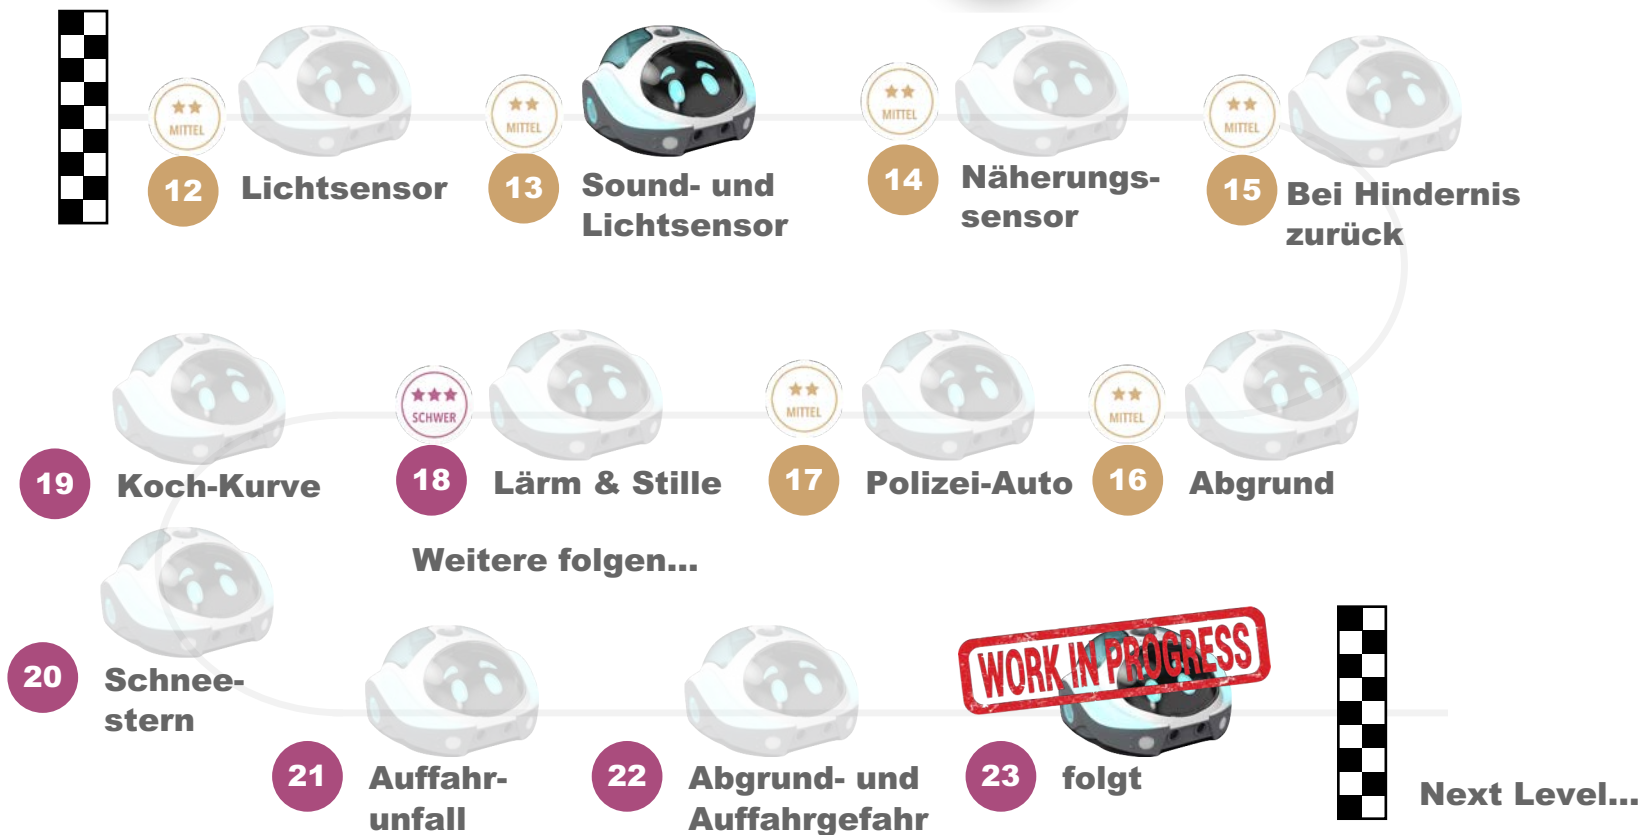 ★★
MITTEL
12
Lichtsensor
★★
MITTEL
13
Sound- und
Lichtsensor
★★
MITTEL
14
Näherungs-
sensor
★★
MITTEL
15
Bei Hindernis
zurück
19
Koch-Kurve
★★★
SCHWER
18
Lärm & Stille
★★
MITTEL
17
Polizei-Auto
★★
MITTEL
16
Abgrund
Weitere folgen...
20
Schnee-
stern
21
Auffahr-
unfall
22
Abgrund- und
Auffahrgefahr
WORK IN PROGRESS
23
folgt
Next Level...